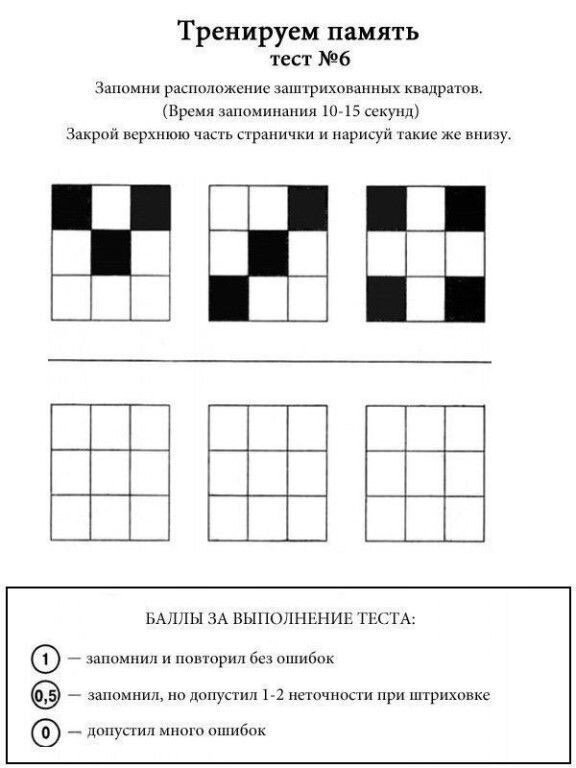 Тренируем память
тест №6
Запомни расположение заштрихованных квадратов.
(Время запоминания 10-15 секунд)
Закрой верхнюю часть странички и нарисуй такие же внизу.
БАЛЛЫ ЗА ВЫПОЛНЕНИЕ ТЕСТА:
1 — запомнил и повторил без ошибок
0,5 — запомнил, но допустил 1-2 неточности при штриховке
0 — допустил много ошибок